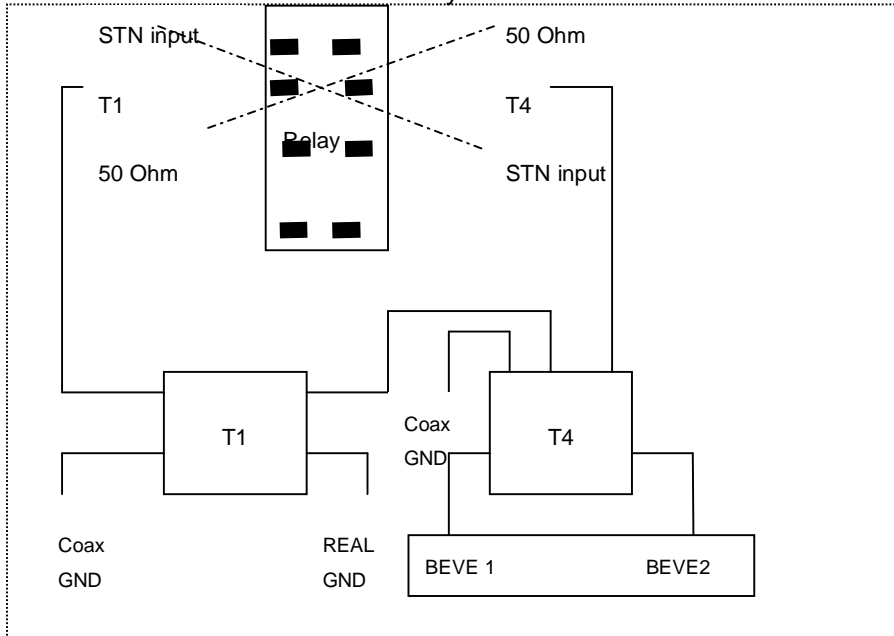 STN input
50 Ohm
T1
T4
Relay
50 Ohm
STN input
T1
Coax
GND
T4
Coax
GND
REAL
GND
BEVE 1
BEVE2